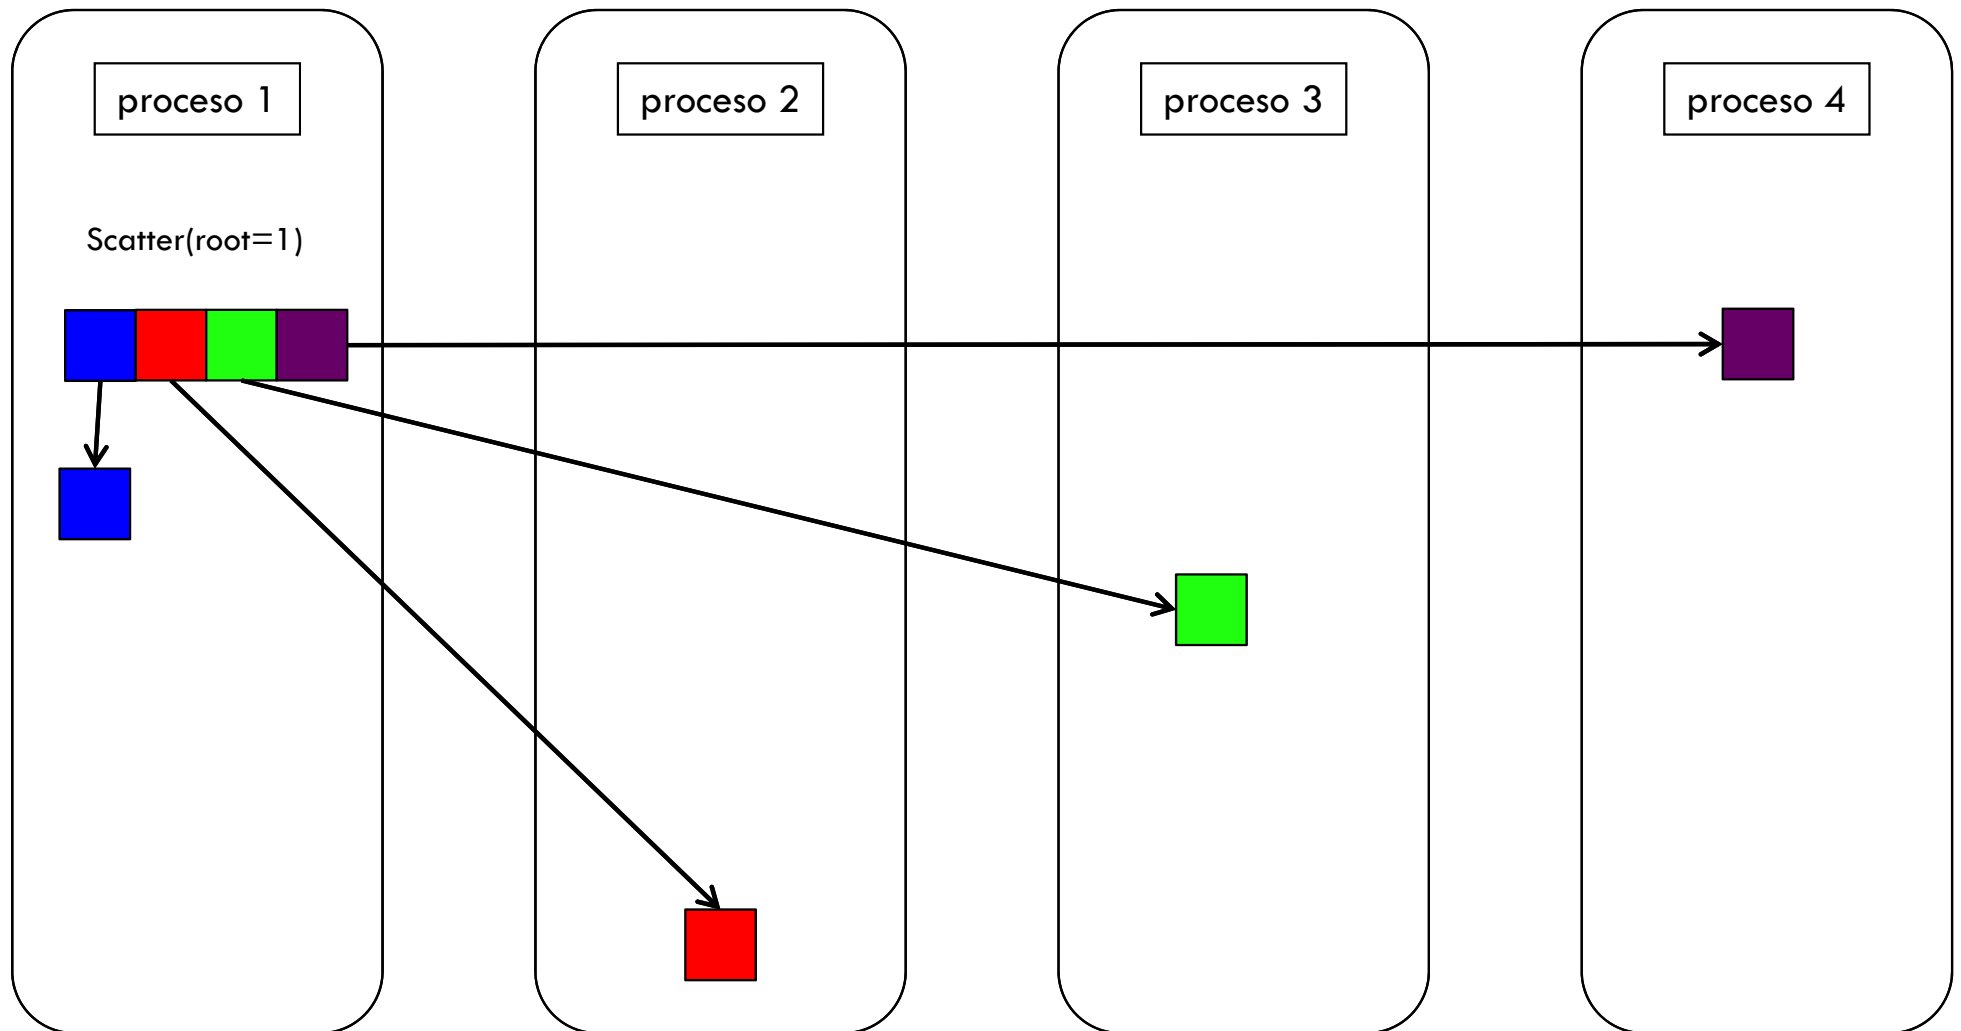 proceso 1
proceso 2
proceso 3
proceso 4
Scatter(root=1)